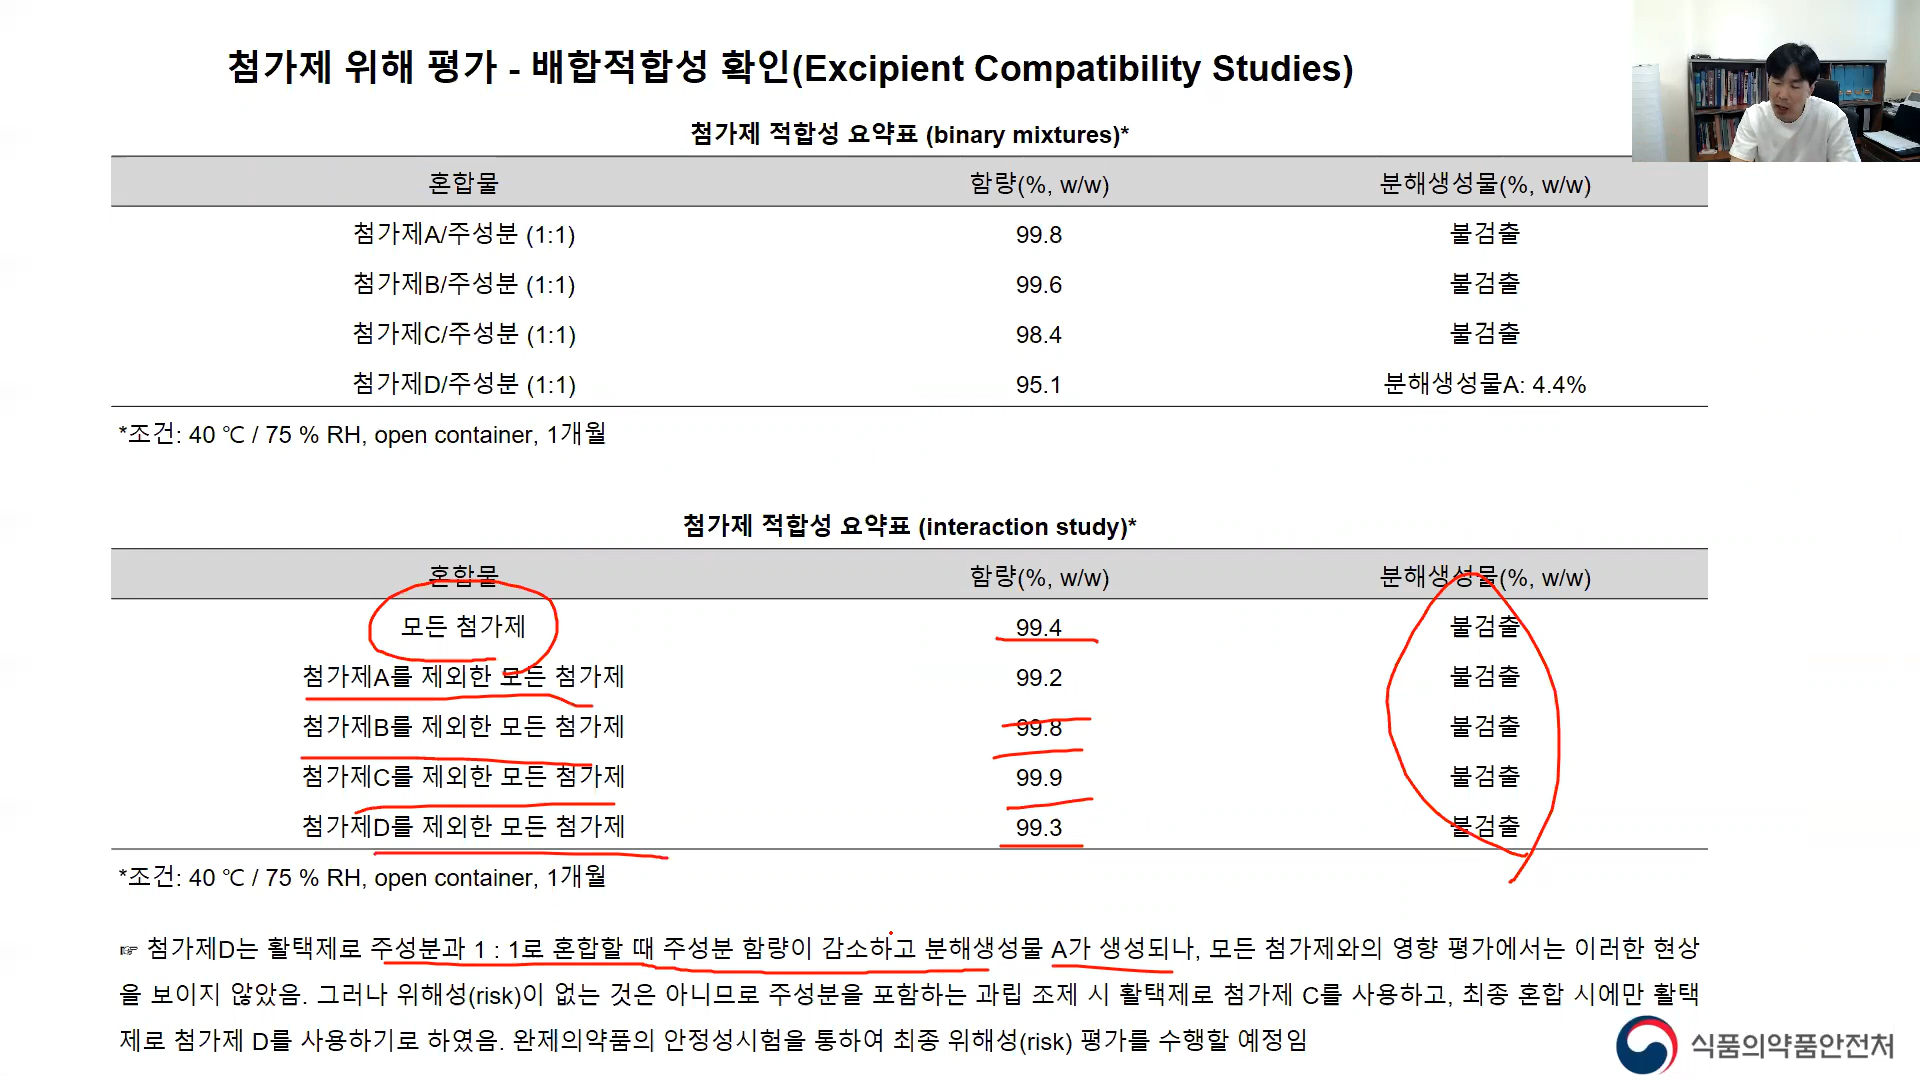 첨가제 위해 평가 - 배합적합성 확인(Excipient Compatibility Studies)
첨가제 적합성 요약표 (binary mixtures)*
혼합물 함량(%, w/w) 분해생성물(%, w/w)
첨가제A/주성분 (1:1) 99.8 불검출
첨가제B/주성분 (1:1) 99.6 불검출
첨가제C/주성분 (1:1) 98.4 불검출
첨가제D/주성분 (1:1) 95.1 분해생성물A: 4.4%
*조건: 40 ℃ / 75 % RH, open container, 1개월
첨가제 적합성 요약표 (interaction study)*
혼합물 함량(%, w/w) 분해생성물(%, w/w)
모든 첨가제 99.4 불검출
첨가제A를 제외한 모든 첨가제 99.2 불검출
첨가제B를 제외한 모든 첨가제 99.8 불검출
첨가제C를 제외한 모든 첨가제 99.9 불검출
첨가제D를 제외한 모든 첨가제 99.3 불검출
*조건: 40 ℃ / 75 % RH, open container, 1개월
☞ 첨가제D는 활택제로 주성분과 1 : 1로 혼합할 때 주성분 함량이 감소하고 분해생성물 A가 생성되나, 모든 첨가제와의 영향 평가에서는 이러한 현상
을 보이지 않았음. 그러나 위해성(risk)이 없는 것은 아니므로 주성분을 포함하는 과립 조제 시 활택제로 첨가제 C를 사용하고, 최종 혼합 시에만 활택
제로 첨가제 D를 사용하기로 하였음. 완제의약품의 안정성시험을 통하여 최종 위해성(risk) 평가를 수행할 예정임
식품의약품안전처